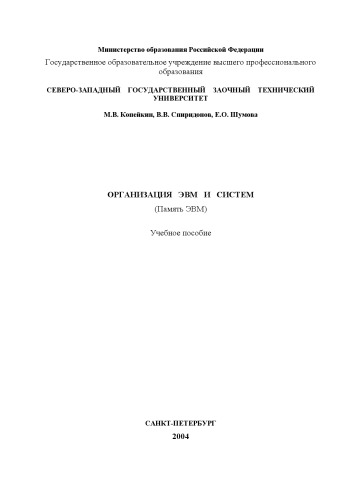 Министерство образования Российской Федерации
Государственное образовательное учреждение высшего профессионального
образования
СЕВЕРО-ЗАПАДНЫЙ ГОСУДАРСТВЕННЫЙ ЗАОЧНЫЙ ТЕХНИЧЕСКИЙ
УНИВЕРСИТЕТ
М.В. Копейкин, В.В. Спиридонов, Е.О. Шумова
ОРГАНИЗАЦИЯ ЭВМ И СИСТЕМ
(Память ЭВМ)
Учебное пособие
САНКТ-ПЕТЕРБУРГ
2004